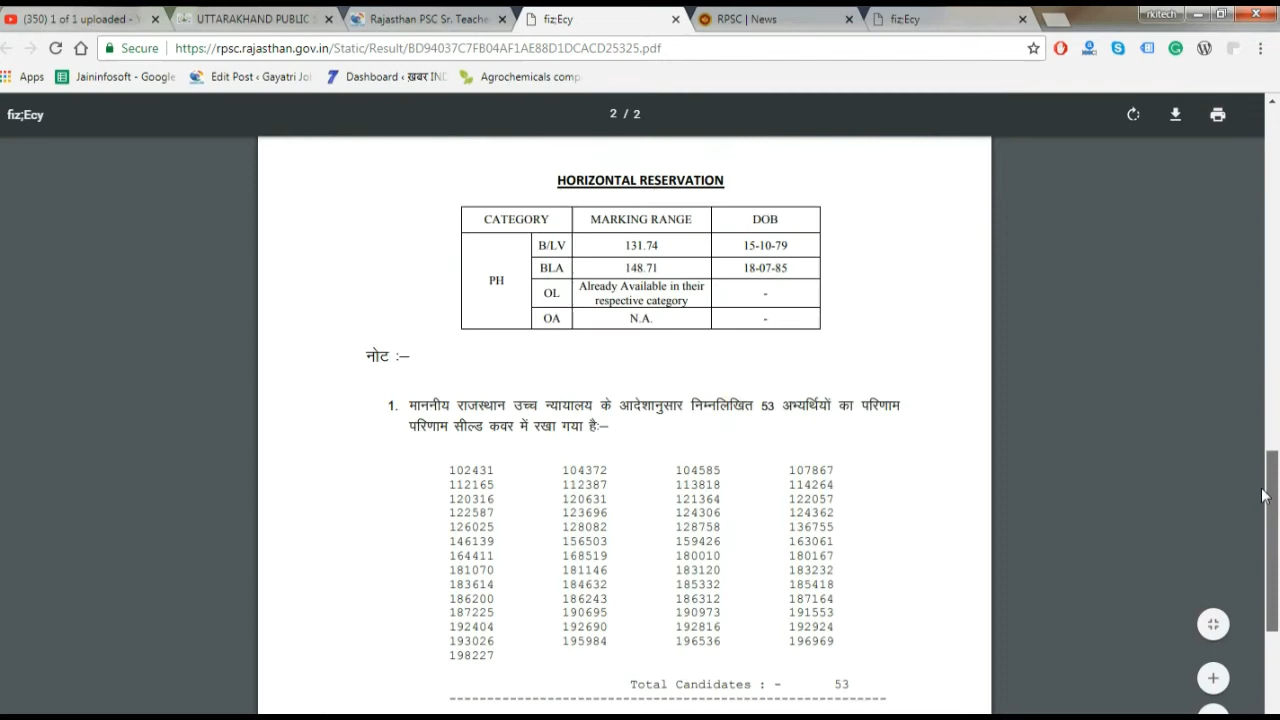 (350) 1 of 1 uploaded - Y
UTTARAKHAND PUBLIC S
Rajasthan PSC Sr. Teache
fiz;Ecy
RPSC | News
fiz;Ecy
rkitech
Secure
https://rpsc.rajasthan.gov.in/Static/Result/BD94037C7FB04AF1AE88D1DCACD25325.pdf
Apps
Jaininfosoft - Google
Edit Post ‹ Gayatri Jo
Dashboard ‹ ख़बर IND
Agrochemicals comp
fiz;Ecy
2 / 2
HORIZONTAL RESERVATION
CATEGORY MARKING RANGE DOB
PH
B/LV 131.74 15-10-79
BLA 148.71 18-07-85
OL Already Available in their respective category -
OA N.A. -
नोट :–
1. माननीय राजस्थान उच्च न्यायालय के आदेशानुसार निम्नलिखित 53 अभ्यर्थियों का परिणाम
परिणाम सील्ड कवर में रखा गया है:–
102431 104372 104585 107867
112165 112387 113818 114264
120316 120631 121364 122057
122587 123696 124306 124362
126025 128082 128758 136755
146139 156503 159426 163061
164411 168519 180010 180167
181070 181146 183120 183232
183614 184632 185332 185418
186200 186243 186312 187164
187225 190695 190973 191553
192404 192690 192816 192924
193026 195984 196536 196969
198227
Total Candidates : - 53